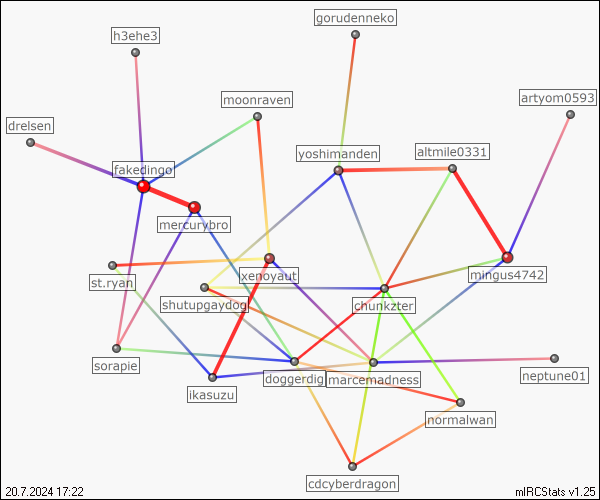 gorudenneko
h3ehe3
moonraven
artyom0593
drelsen
yoshimanden
altmile0331
fakedingo
mercurybro
xenoyaut
mingus4742
st.ryan
shutupgaydog
chunkzter
sorapie
doggerdig
marcemadness
neptune01
ikasuzu
normalwan
cdcyberdragon
20.7.2024 17:22
mIRCStats v1.25